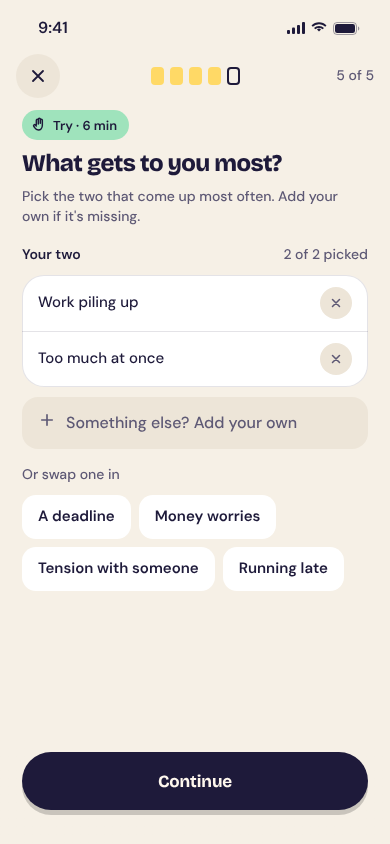 9:41
5 of 5
Try · 6 min
What gets to you most?
Pick the two that come up most often. Add your
own if it's missing.
Your two
2 of 2 picked
Work piling up
Too much at once
Something else? Add your own
Or swap one in
A deadline
Money worries
Tension with someone
Running late
Continue